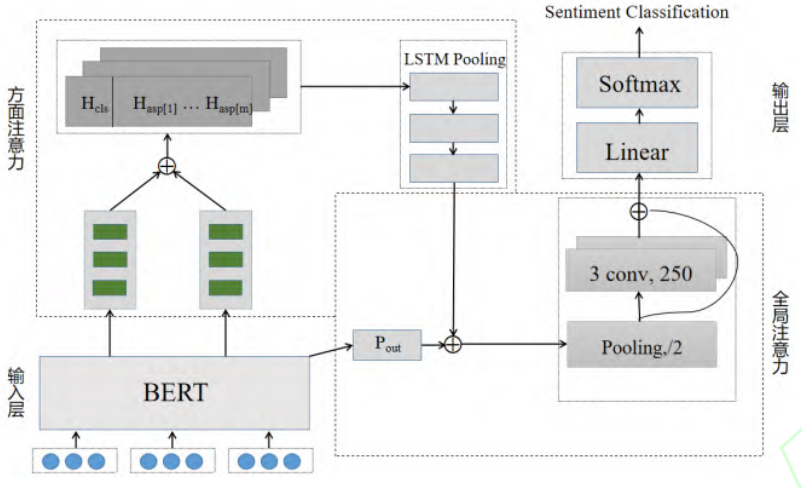 Sentiment Classification
LSTM Pooling
Softmax
方面注意力
H_cls H_asp[1] … H_asp[m]
输出层
Linear
3 conv, 250
全局注意力
P_out
Pooling,/2
输入层
BERT